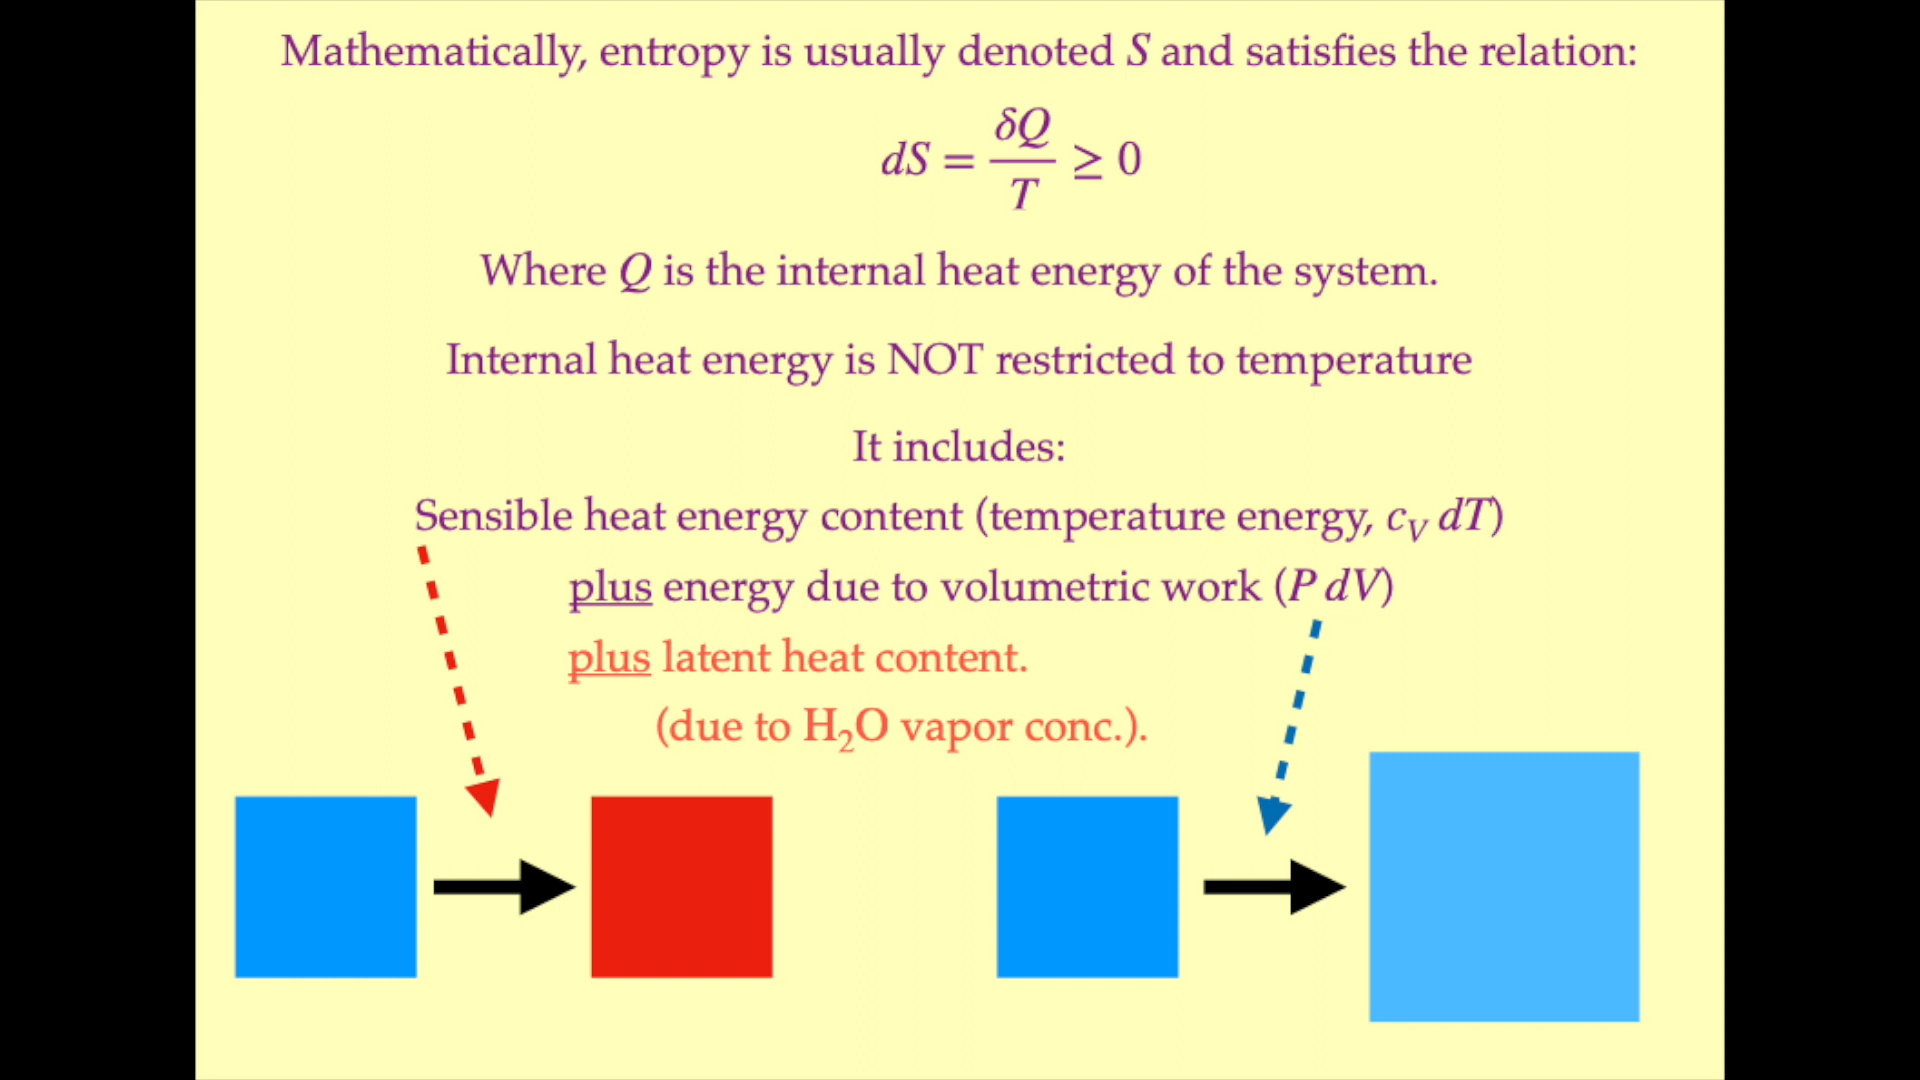 Mathematically, entropy is usually denoted S and satisfies the relation:
dS = δQ/T ≥ 0
Where Q is the internal heat energy of the system.
Internal heat energy is NOT restricted to temperature
It includes:
Sensible heat energy content (temperature energy, c_V dT)
plus energy due to volumetric work (P dV)
plus latent heat content.
(due to H₂O vapor conc.).